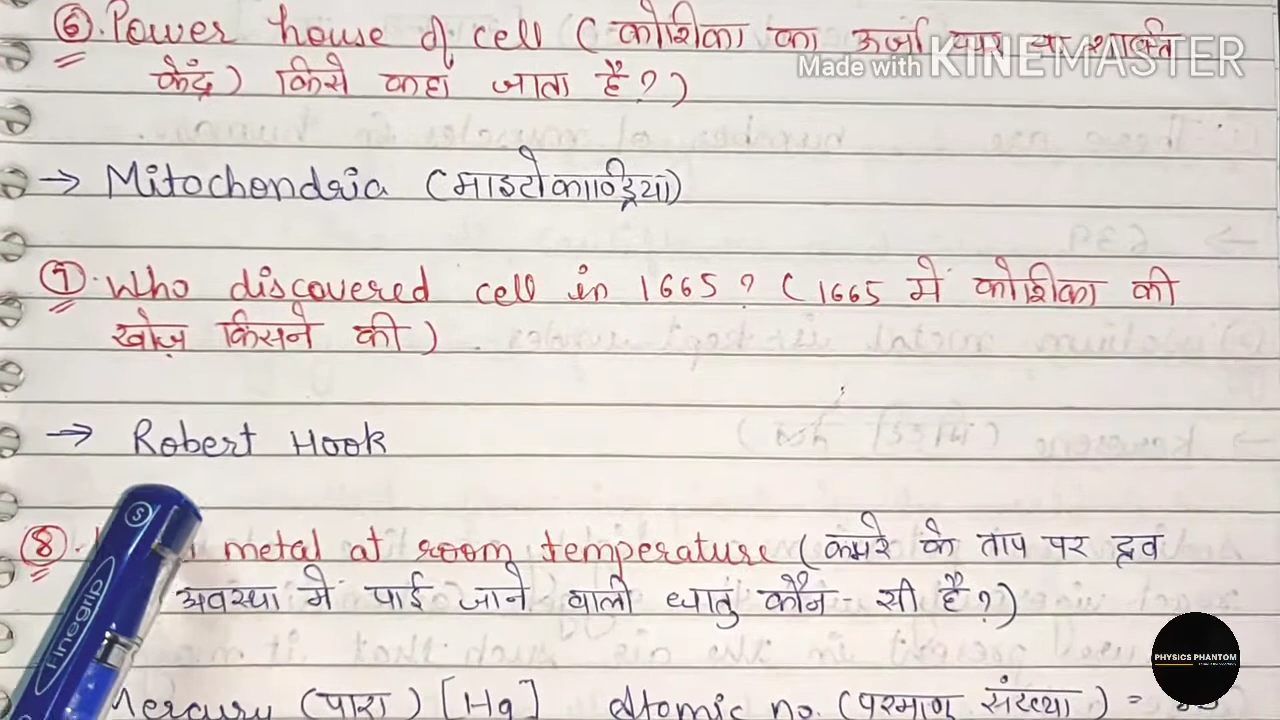 ⑥. Power house of cell ( कोशिका का ऊर्जा या शक्ति
Made with KINEMASTER
केंद्र) किसे कहा जाता है? )
→ Mitochondria (माइटोकाण्ड्रिया)
⑦. Who discovered cell in 1665? ( 1665 में कोशिका की
खोज़ किसने की )
→ Robert Hook
⑧. metal at room temperature ( कमरे के ताप पर द्रव
अवस्था में पाई जाने वाली धातु कौन - सी है? )
Mercury (पारा) [Hg] Atomic no. (परमाणु संख्या) =
Finegrip
PHYSICS PHANTOM